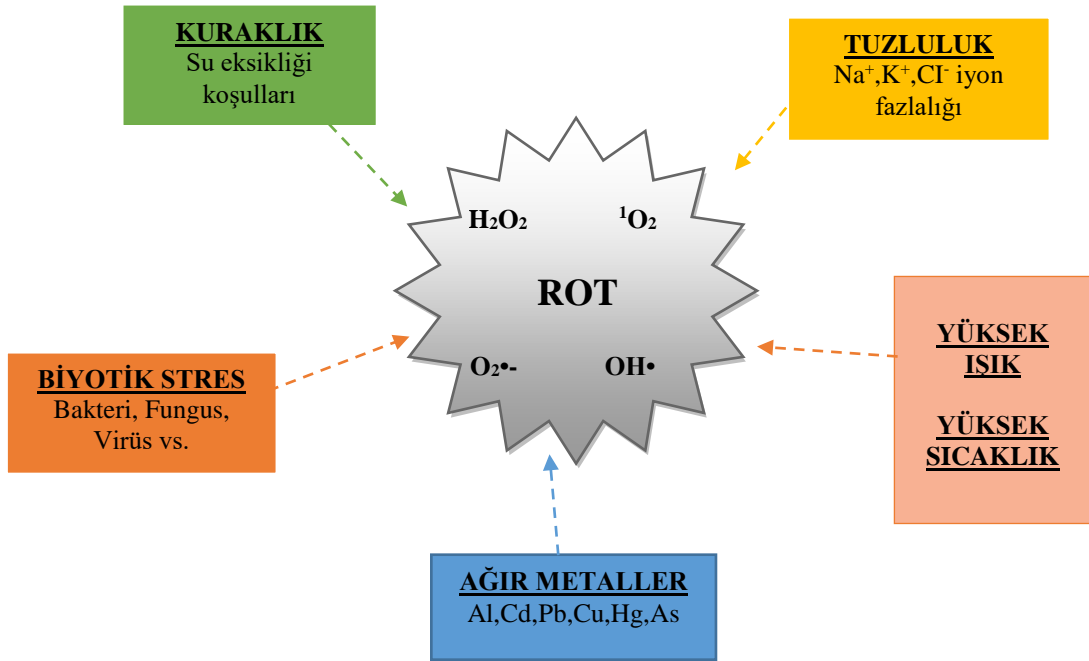 KURAKLIK
Su eksikliği
koşulları
TUZLULUK
Na⁺,K⁺,CI⁻ iyon
fazlalığı
H₂O₂
¹O₂
ROT
O₂•-
OH•
YÜKSEK
IŞIK
YÜKSEK
SICAKLIK
BİYOTİK STRES
Bakteri, Fungus,
Virüs vs.
AĞIR METALLER
Al,Cd,Pb,Cu,Hg,As